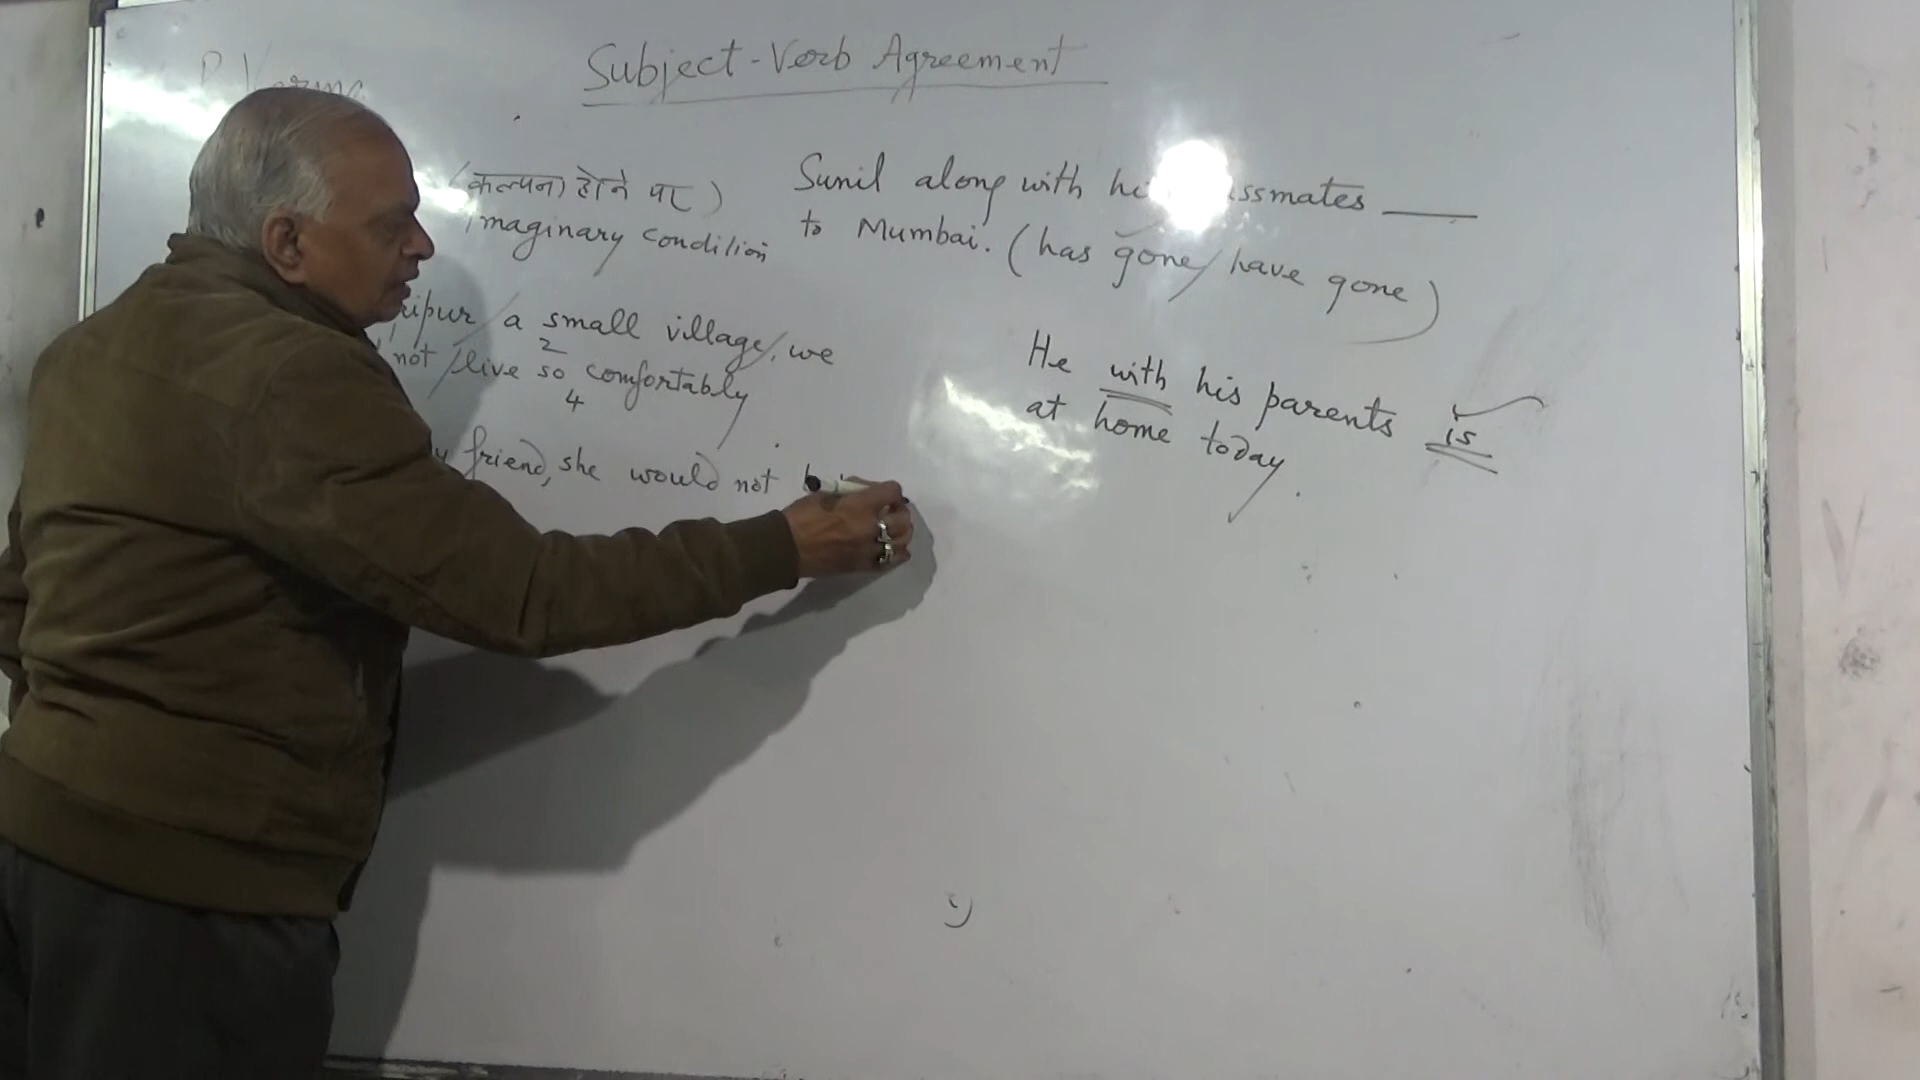 Subject-Verb Agreement
(कल्पना होने पर)
imaginary condition
Sunil along with
to Mumbai. (has gone/ have gone)
a small village, we
2
not / live so comfortably
4
friend, she would not
He with his parents is
at home today.